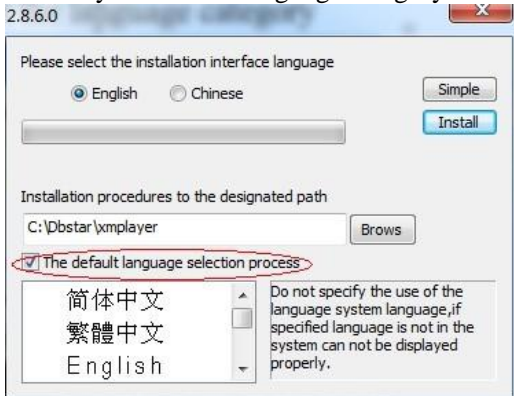 2.8.6.0
Please select the installation interface language
English
Chinese
Simple
Install
Installation procedures to the designated path
C:\Dbstar\xmplayer
Brows
The default language selection process
简体中文
繁體中文
English
Do not specify the use of the
language system language,if
specified language is not in the
system can not be displayed
properly.